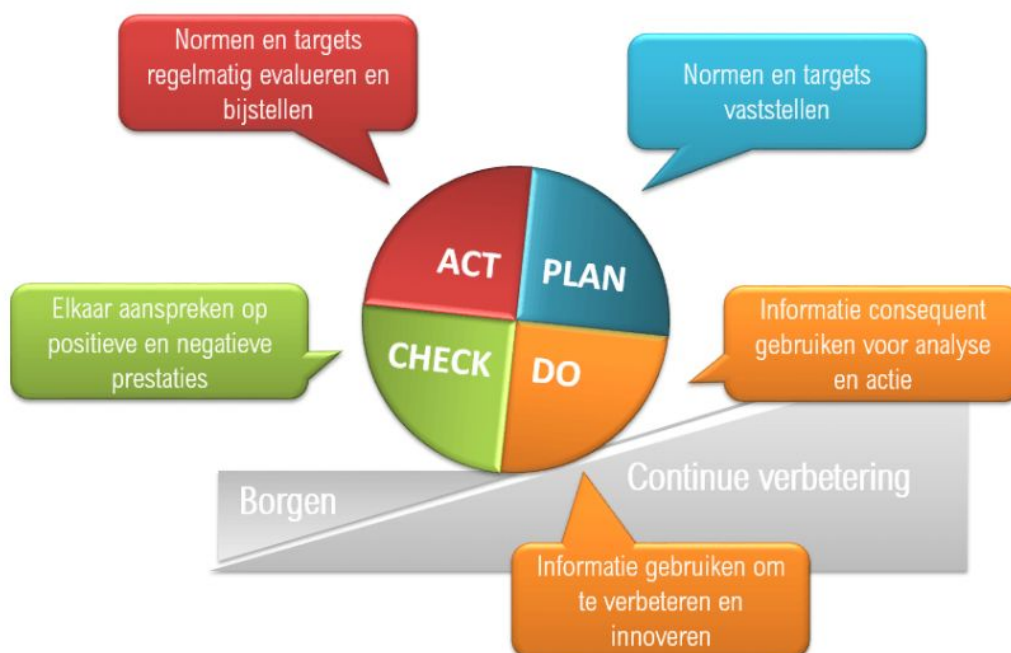 Normen en targets
regelmatig evalueren en
bijstellen
Normen en targets
vaststellen
ACT
PLAN
Elkaar aanspreken op
positieve en negatieve
prestaties
CHECK
DO
Informatie consequent
gebruiken voor analyse
en actie
Borgen
Continue verbetering
Informatie gebruiken om
te verbeteren en
innoveren